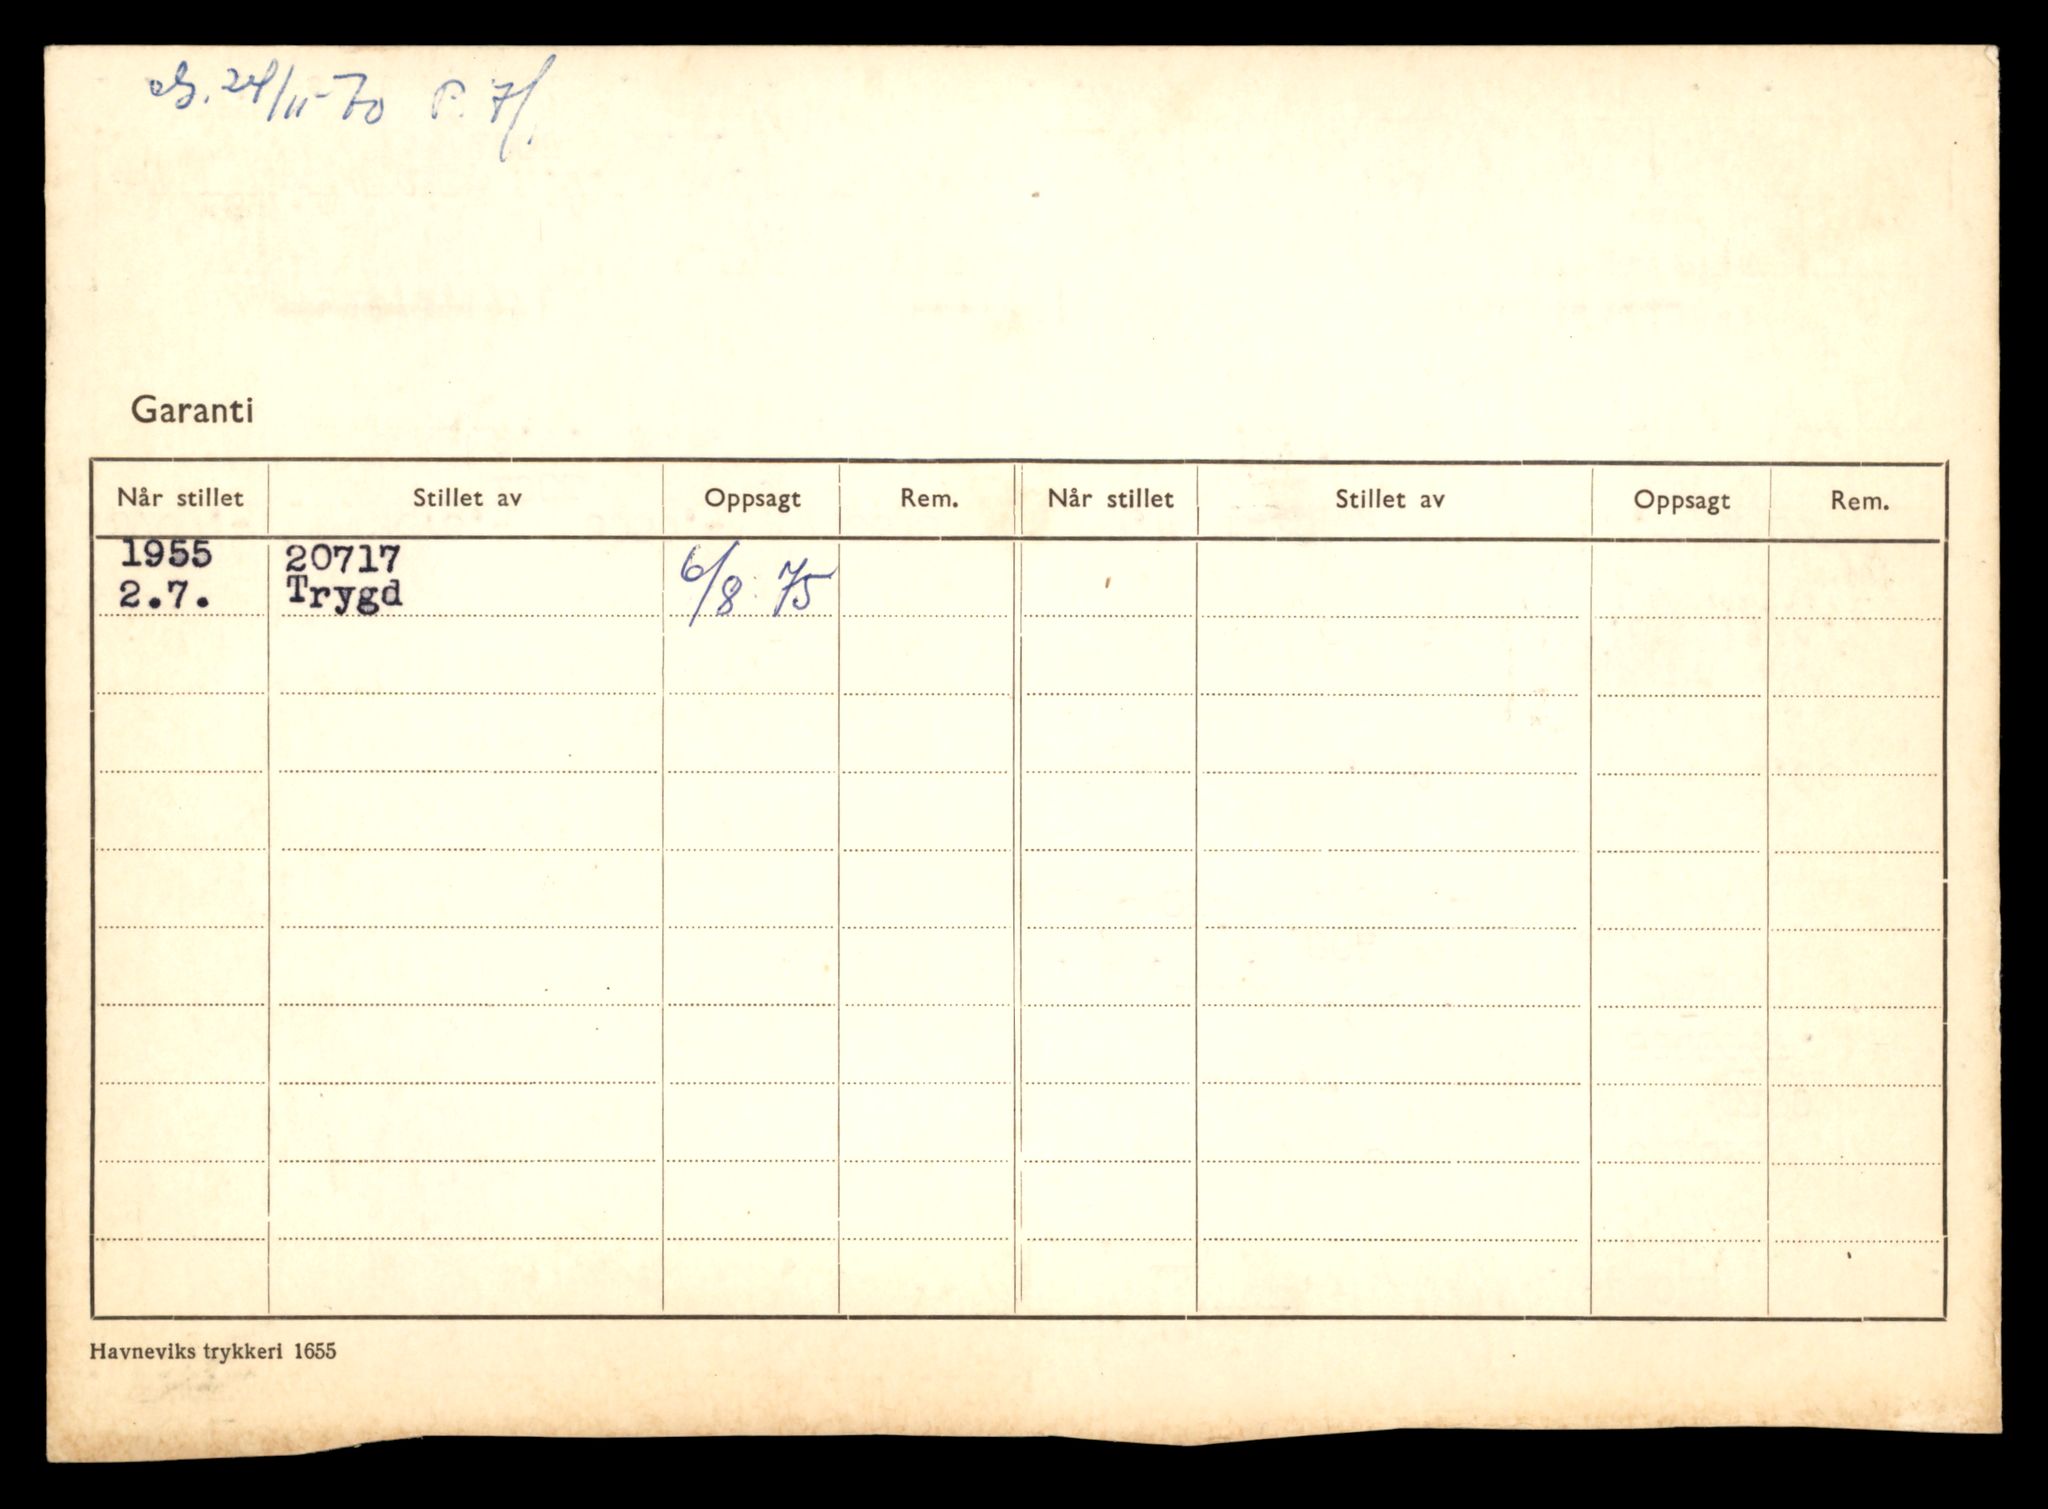 24/11-70 P. 7/.
Garanti
Når stillet Stillet av Oppsagt Rem. Når stillet Stillet av Oppsagt Rem.
1955 20717
2.7. Trygd 6/8 75
Havneviks trykkeri 1655